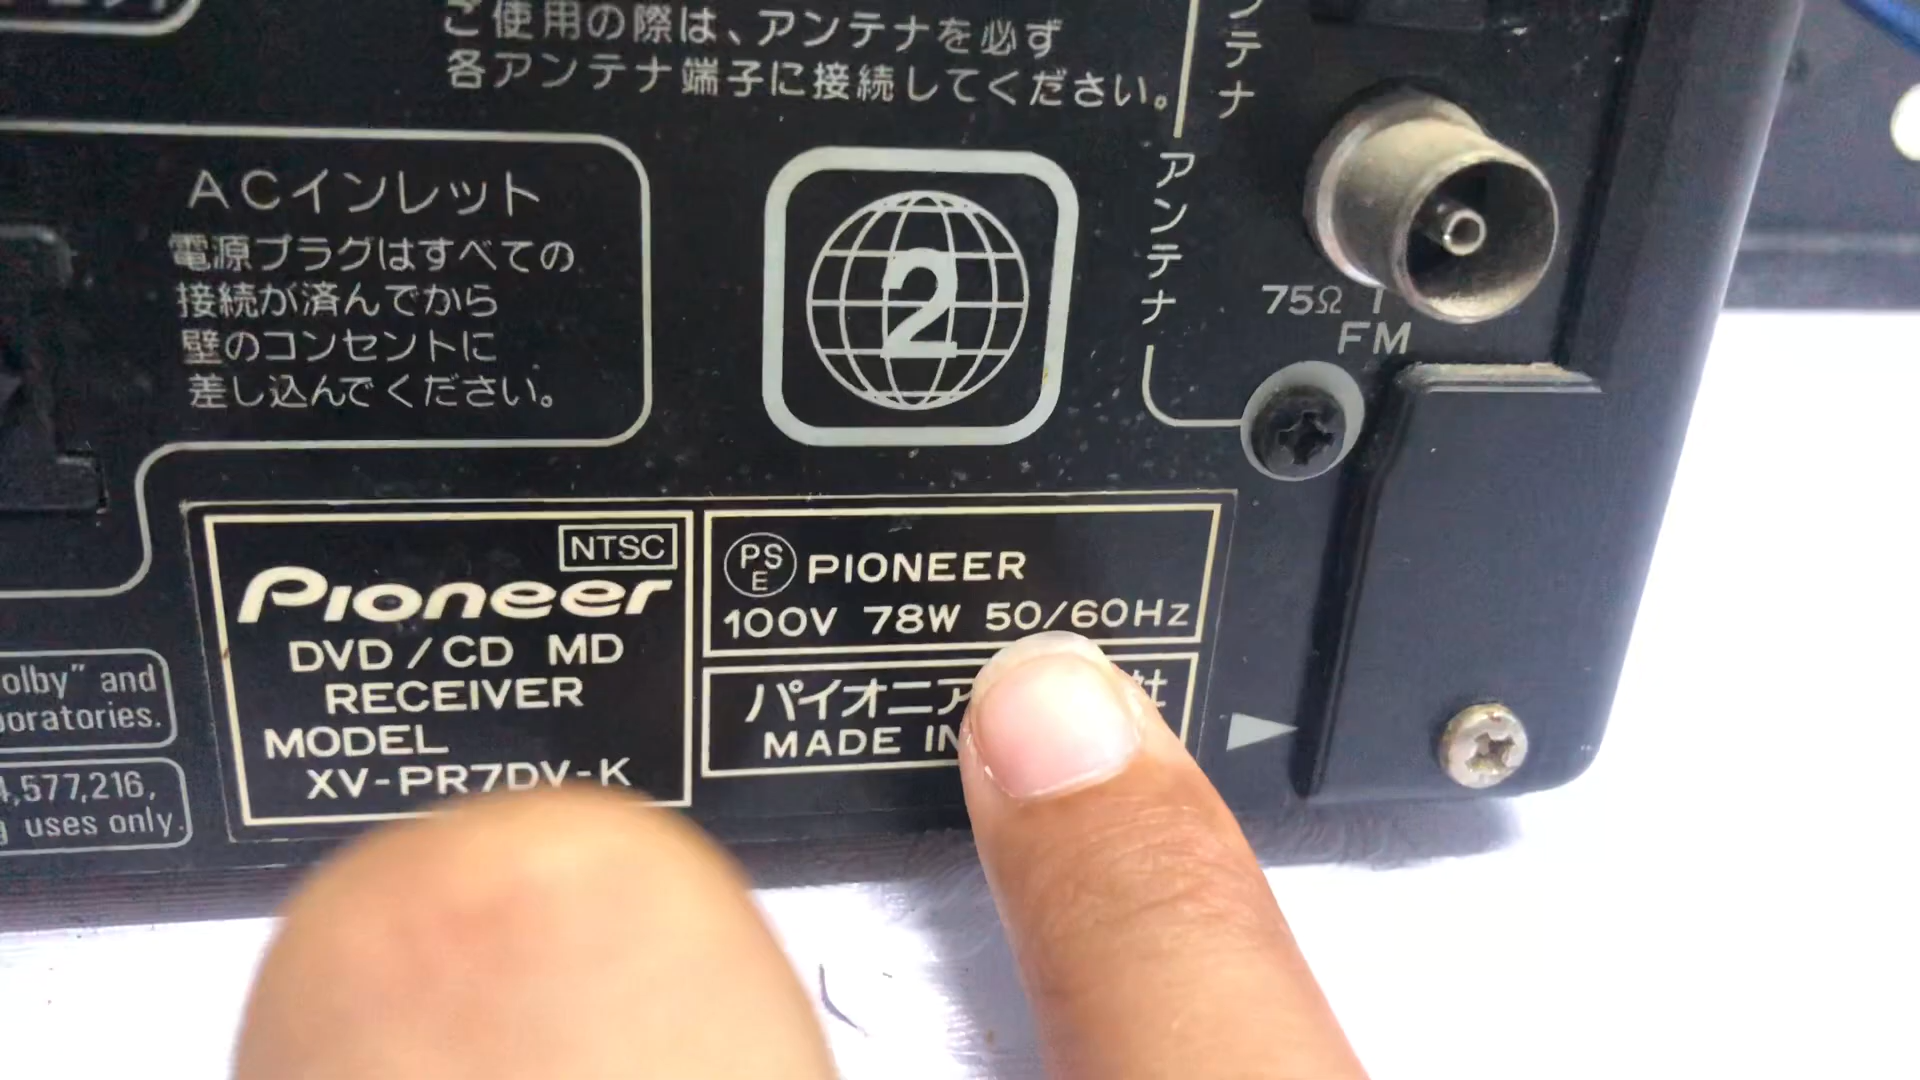 ご使用の際は、アンテナを必ず
各アンテナ端子に接続してください。
テナ
アンテナ
ACインレット
電源プラグはすべての
接続が済んでから
壁のコンセントに
差し込んでください。
2
75Ω
FM
NTSC
Pioneer
DVD/CD MD
RECEIVER
MODEL
XV-PR7DV-K
PSE PIONEER
100V 78W 50/60Hz
パイオニア
MADE IN
olby" and
boratories.
4,577,216,
uses only.